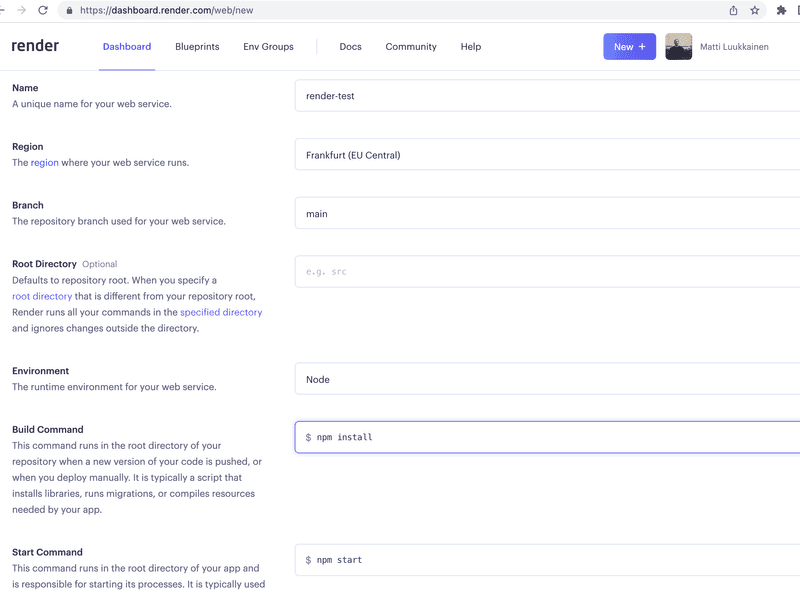 https://dashboard.render.com/web/new
render Dashboard Blueprints Env Groups Docs Community Help New + Matti Luukkainen
Name
A unique name for your web service.
render-test
Region
The region where your web service runs.
Frankfurt (EU Central)
Branch
The repository branch used for your web service.
main
Root Directory Optional
Defaults to repository root. When you specify a
root directory that is different from your repository root,
Render runs all your commands in the specified directory
and ignores changes outside the directory.
e.g. src
Environment
The runtime environment for your web service.
Node
Build Command
This command runs in the root directory of your
repository when a new version of your code is pushed, or
when you deploy manually. It is typically a script that
installs libraries, runs migrations, or compiles resources
needed by your app.
$ npm install
Start Command
This command runs in the root directory of your app and
is responsible for starting its processes. It is typically used
$ npm start